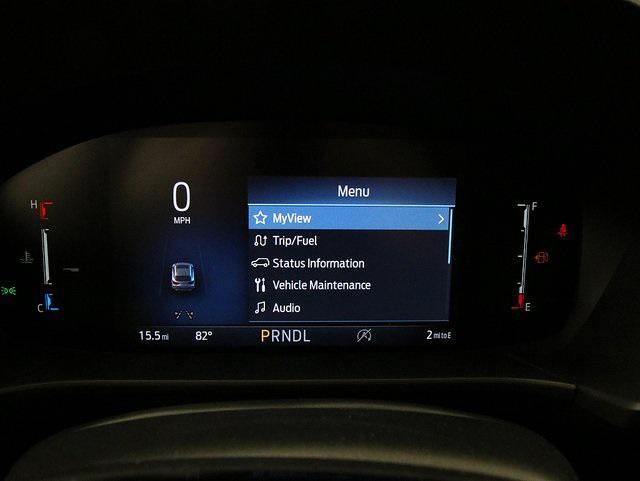 0
MPH
Menu
MyView
Trip/Fuel
Status Information
Vehicle Maintenance
Audio
H
C
F
E
15.5 mi 82° PRNDL 2 mi to E